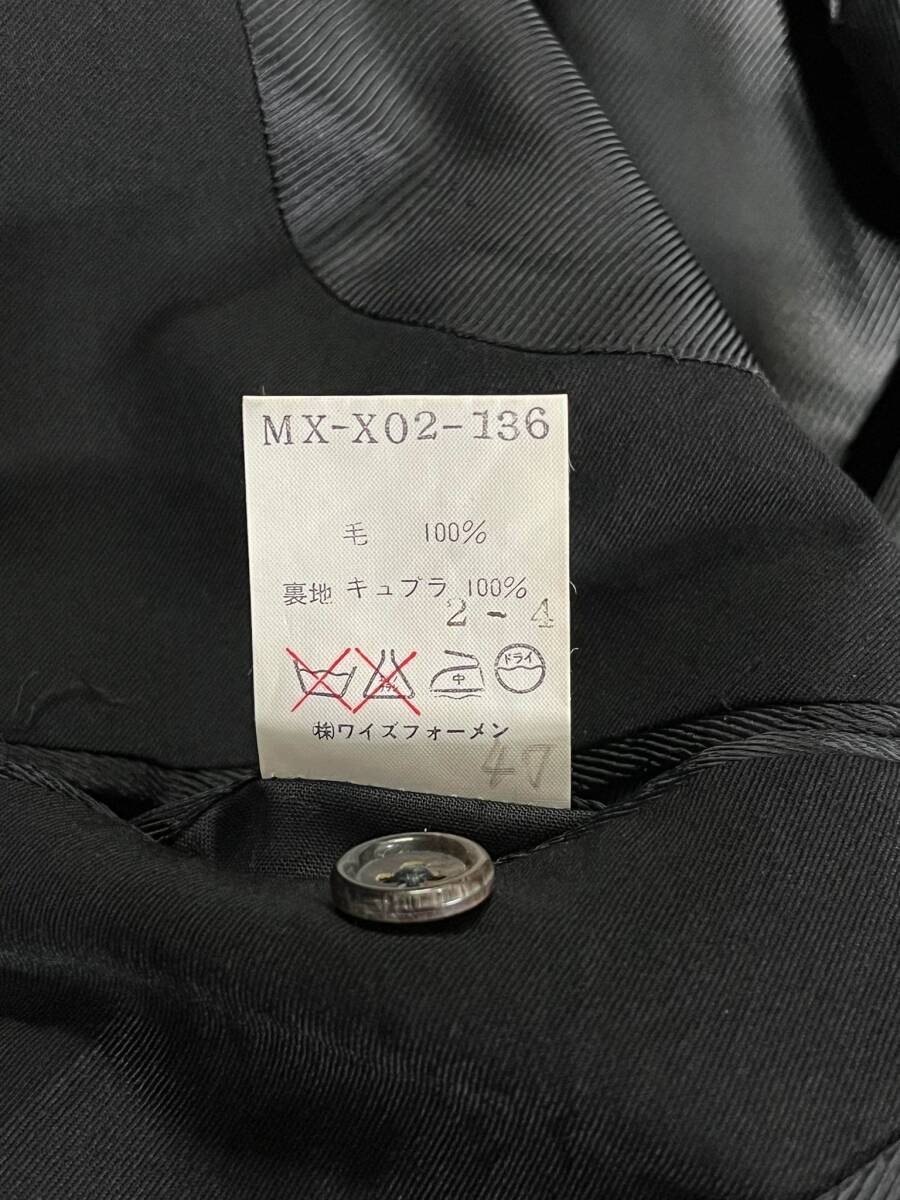 MX-X02-136
毛 100%
裏地 キュプラ 100%
2-4
中 ドライ
㈱ワイズフォーメン
47